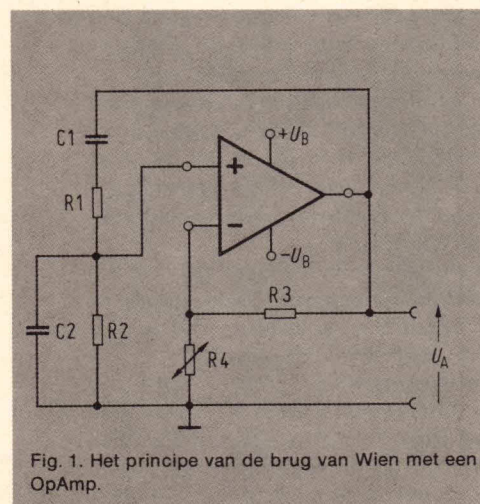 C1
+U_B
+
R1
−
−U_B
R3
C2
R2
R4
U_A
Fig. 1. Het principe van de brug van Wien met een
OpAmp.